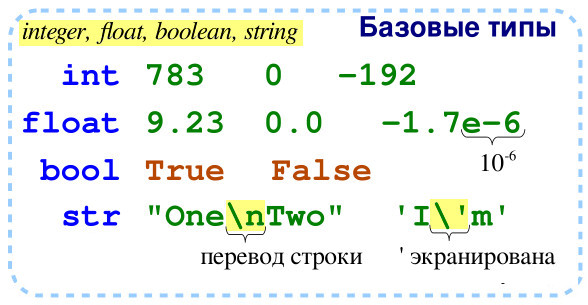 integer, float, boolean, string
Базовые типы
int 783 0 -192
float 9.23 0.0 -1.7e-6
10-6
bool True False
str "One\nTwo" 'I\'m'
перевод строки ' экранирована